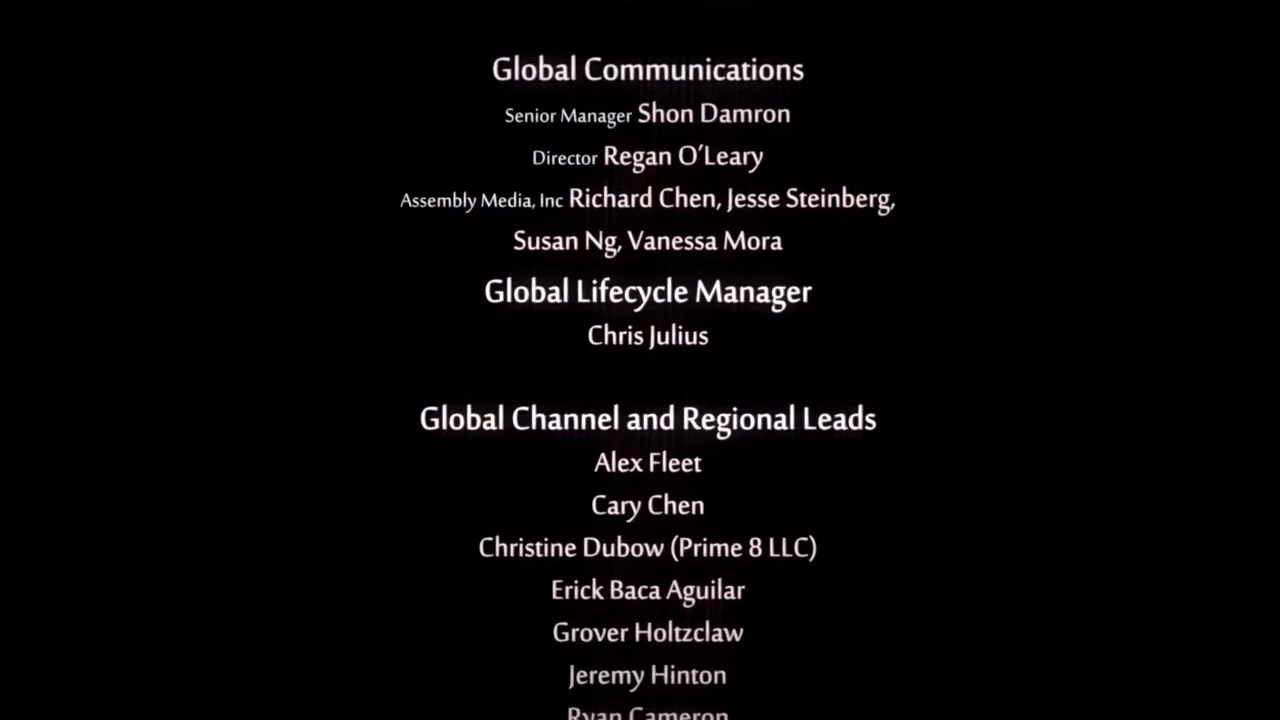 Global Communications
Senior Manager Shon Damron
Director Regan O'Leary
Assembly Media, Inc Richard Chen, Jesse Steinberg,
Susan Ng, Vanessa Mora
Global Lifecycle Manager
Chris Julius
Global Channel and Regional Leads
Alex Fleet
Cary Chen
Christine Dubow (Prime 8 LLC)
Erick Baca Aguilar
Grover Holtzclaw
Jeremy Hinton
Ryan Cameron